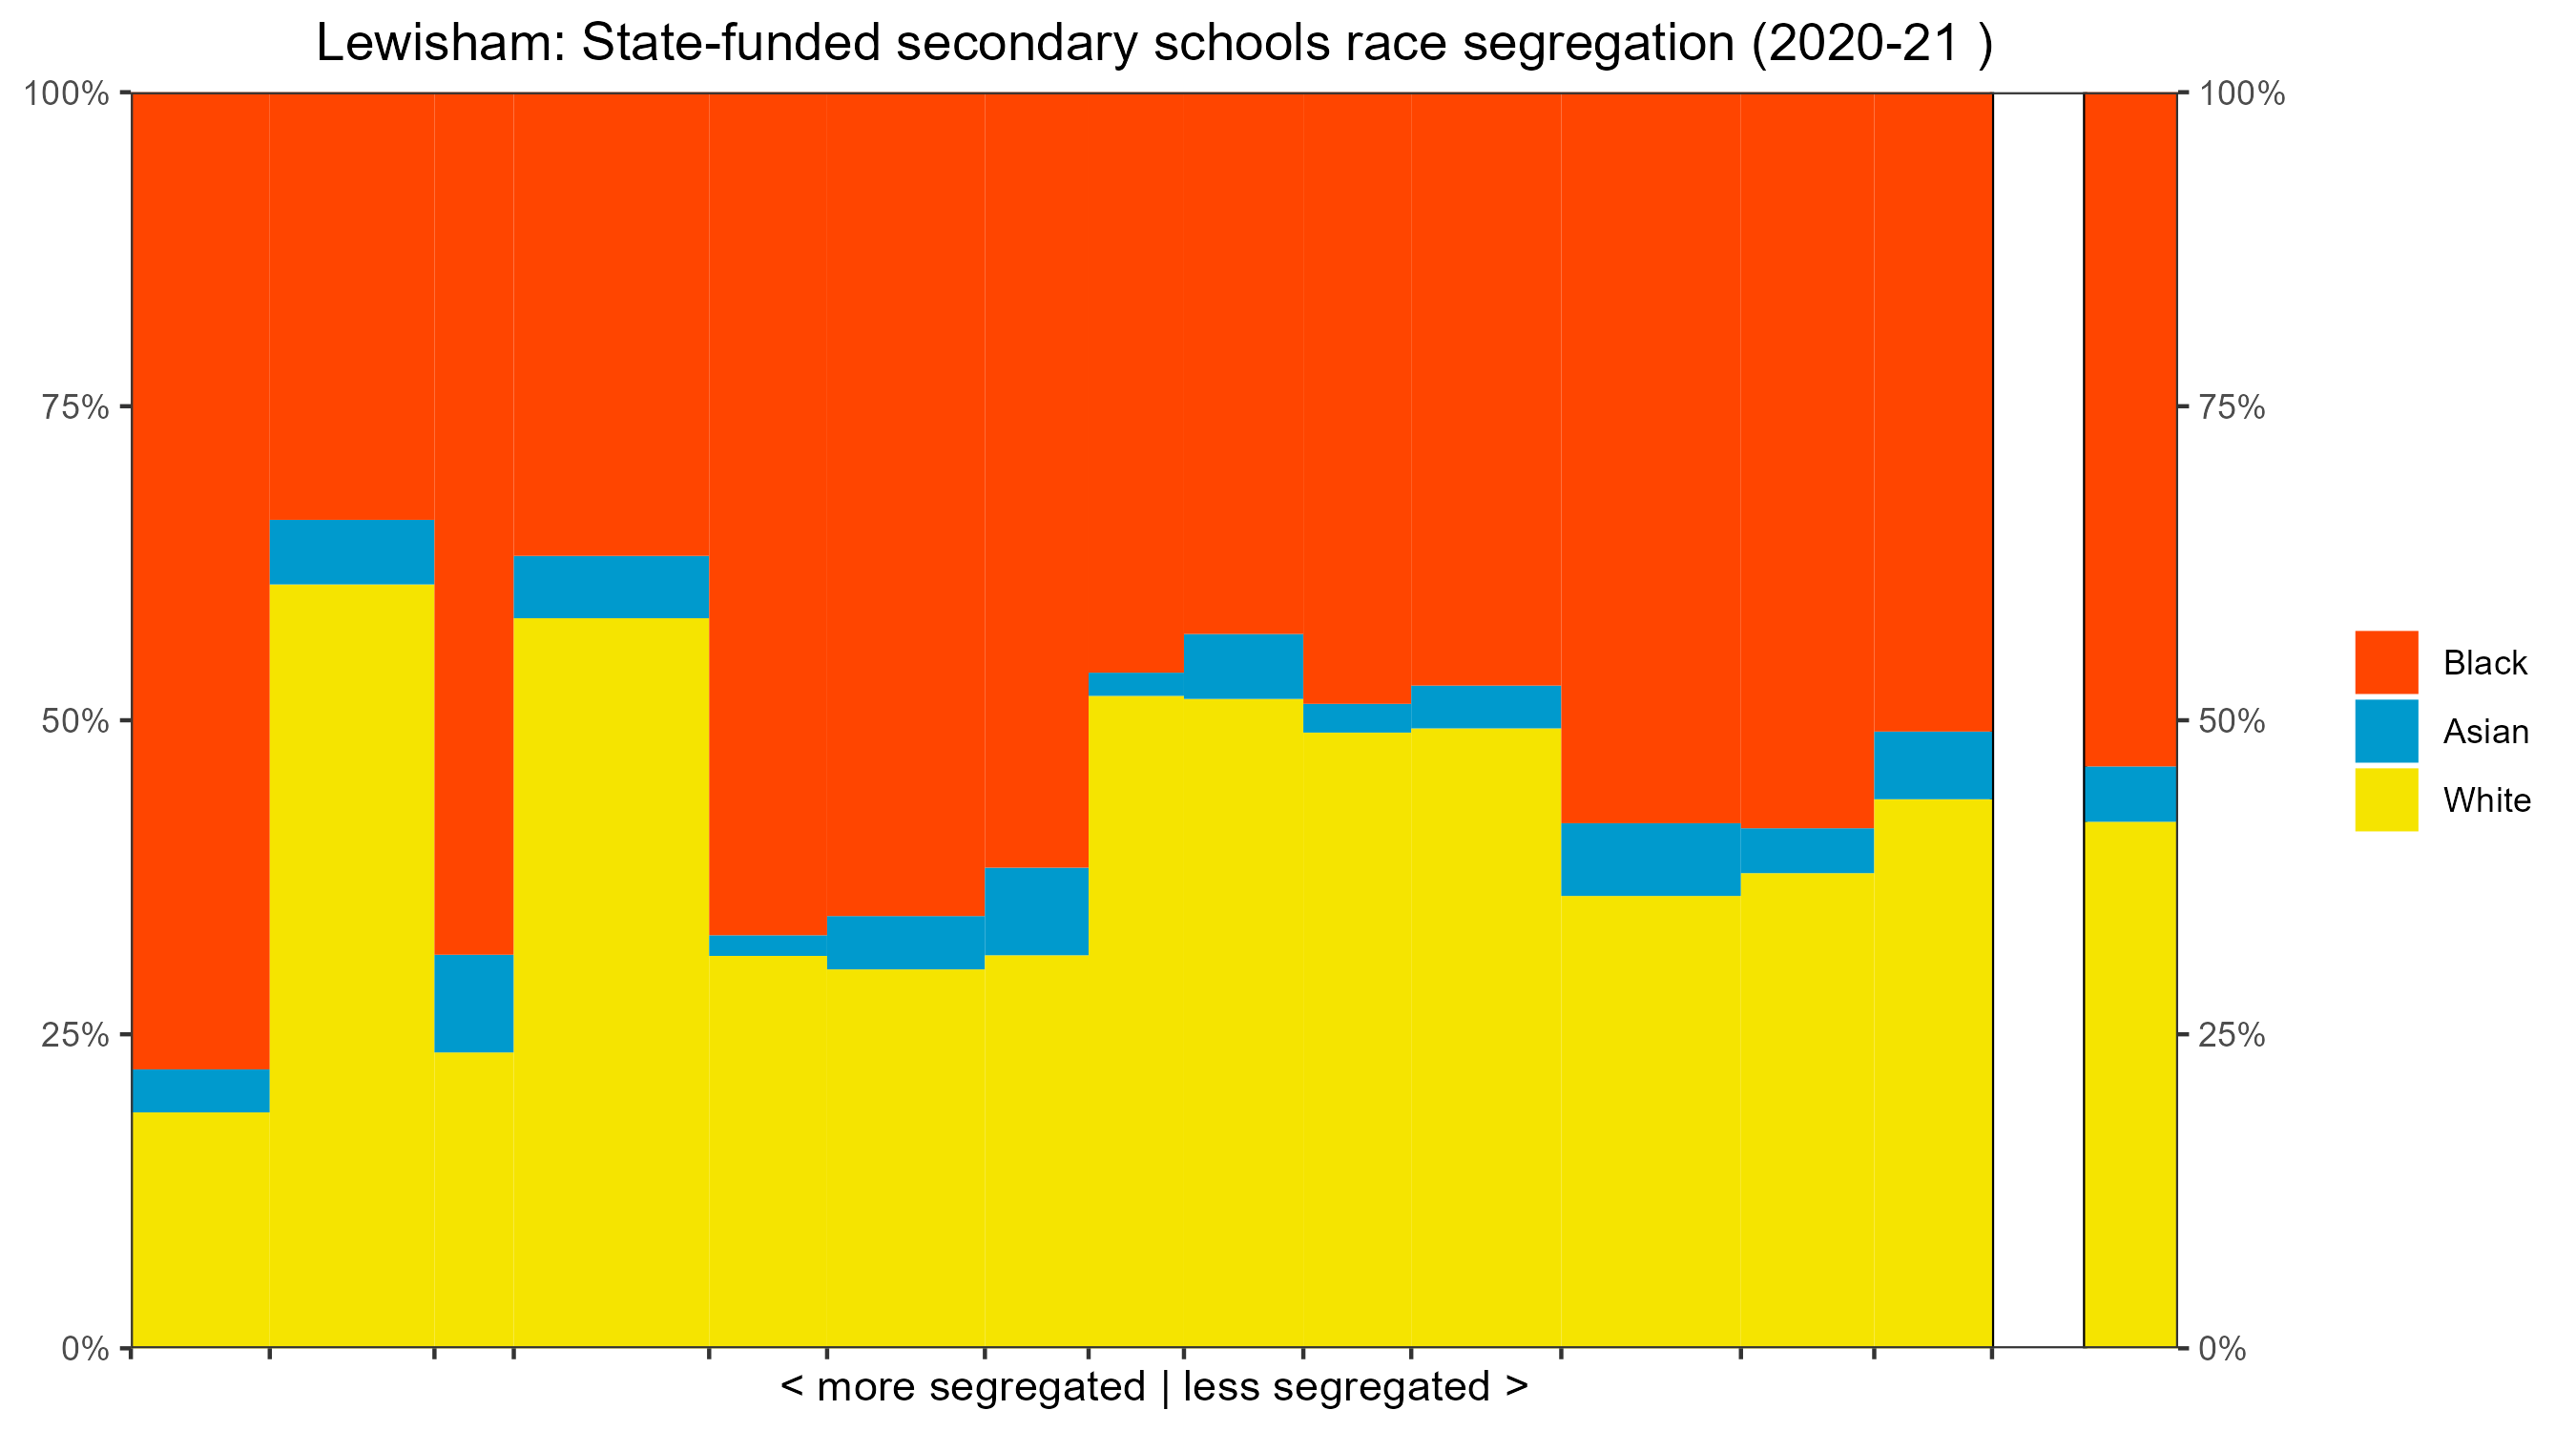 Lewisham: State-funded secondary schools race segregation (2020-21 )
100%
75%
50%
25%
0%
100%
75%
50%
25%
0%
Black
Asian
White
< more segregated | less segregated >